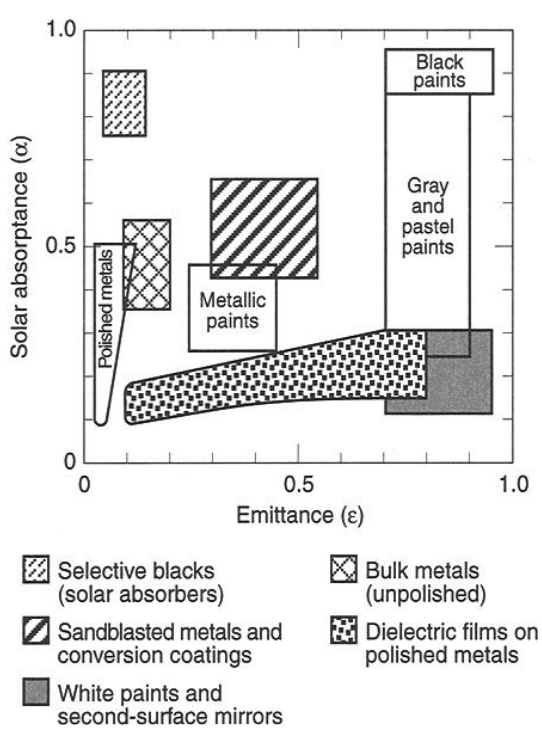 1.0
Black
paints
Solar absorptance (α)
Gray
and
pastel
paints
0.5
Polished metals
Metallic
paints
0
0
0.5
1.0
Emittance (ε)
Selective blacks
(solar absorbers)
Bulk metals
(unpolished)
Sandblasted metals and
conversion coatings
Dielectric films on
polished metals
White paints and
second-surface mirrors